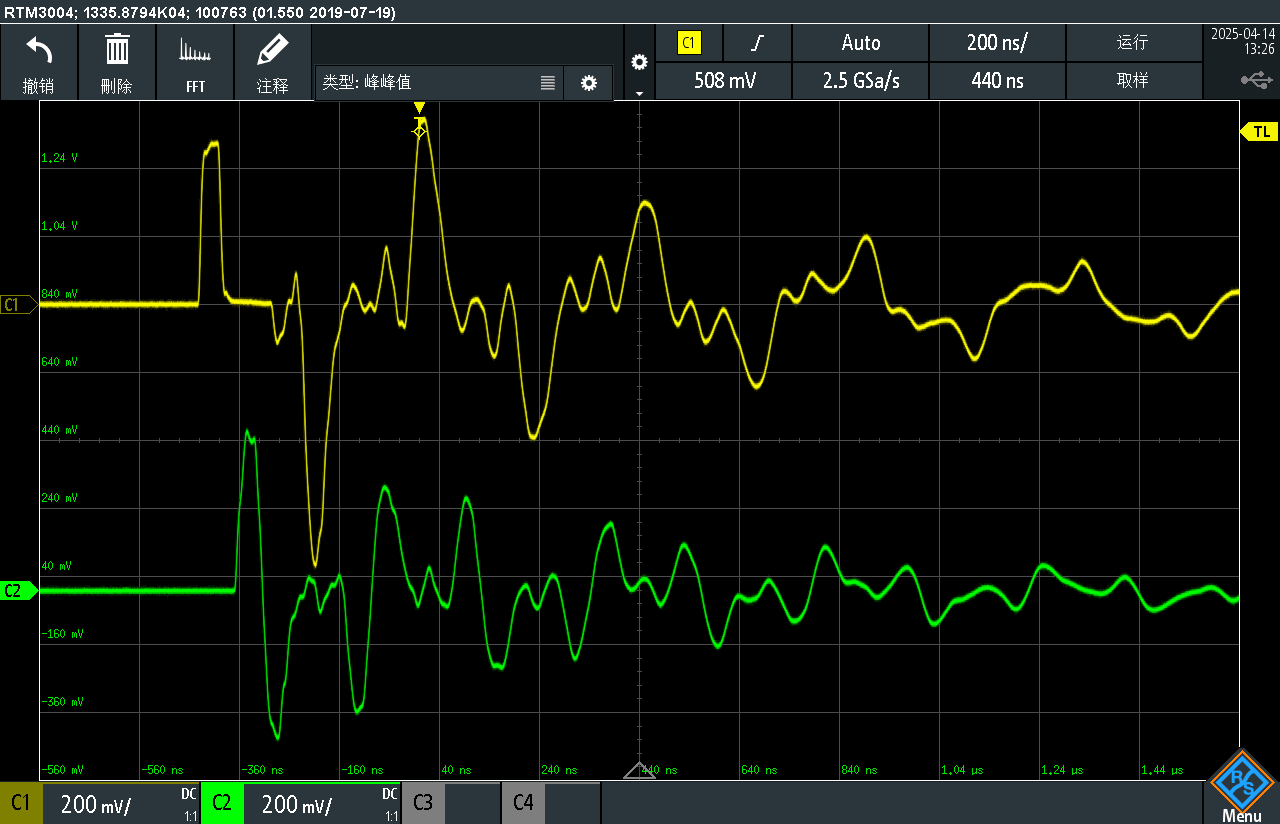 RTM3004; 1335.8794K04; 100763 (01.550 2019-07-19)
撤销
删除
FFT
注释
类型: 峰峰值
C1
Auto
200 ns/
运行
2025-04-14
13:26
508 mV
2.5 GSa/s
440 ns
取样
T
TL
1,24 V
1,04 V
840 mV
C1
640 mV
440 mV
240 mV
40 mV
C2
-160 mV
-360 mV
-560 mV
-560 ns
-360 ns
-160 ns
40 ns
240 ns
440 ns
640 ns
840 ns
1,04 µs
1,24 µs
1,44 µs
C1
200 mV/
DC
1:1
C2
200 mV/
DC
1:1
C3
C4
R S
Menu